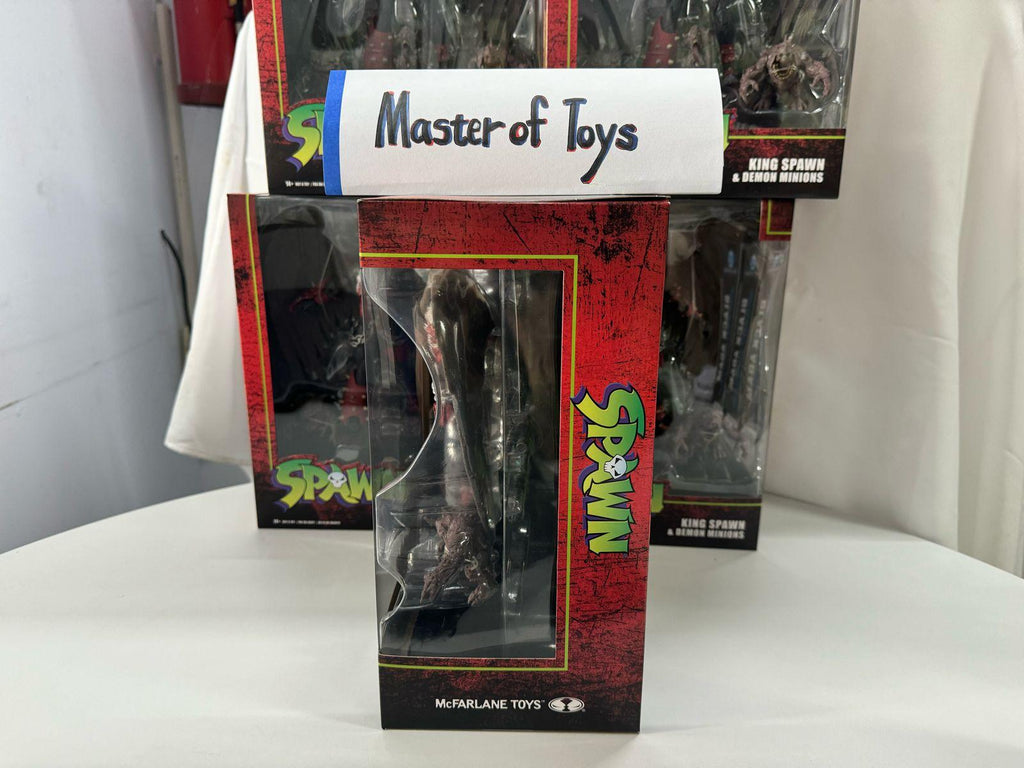 Master of Toys
KING SPAWN
& DEMON MINIONS
SPAWN
SPAWN
KING SPAWN
& DEMON MINIONS
McFARLANE TOYS